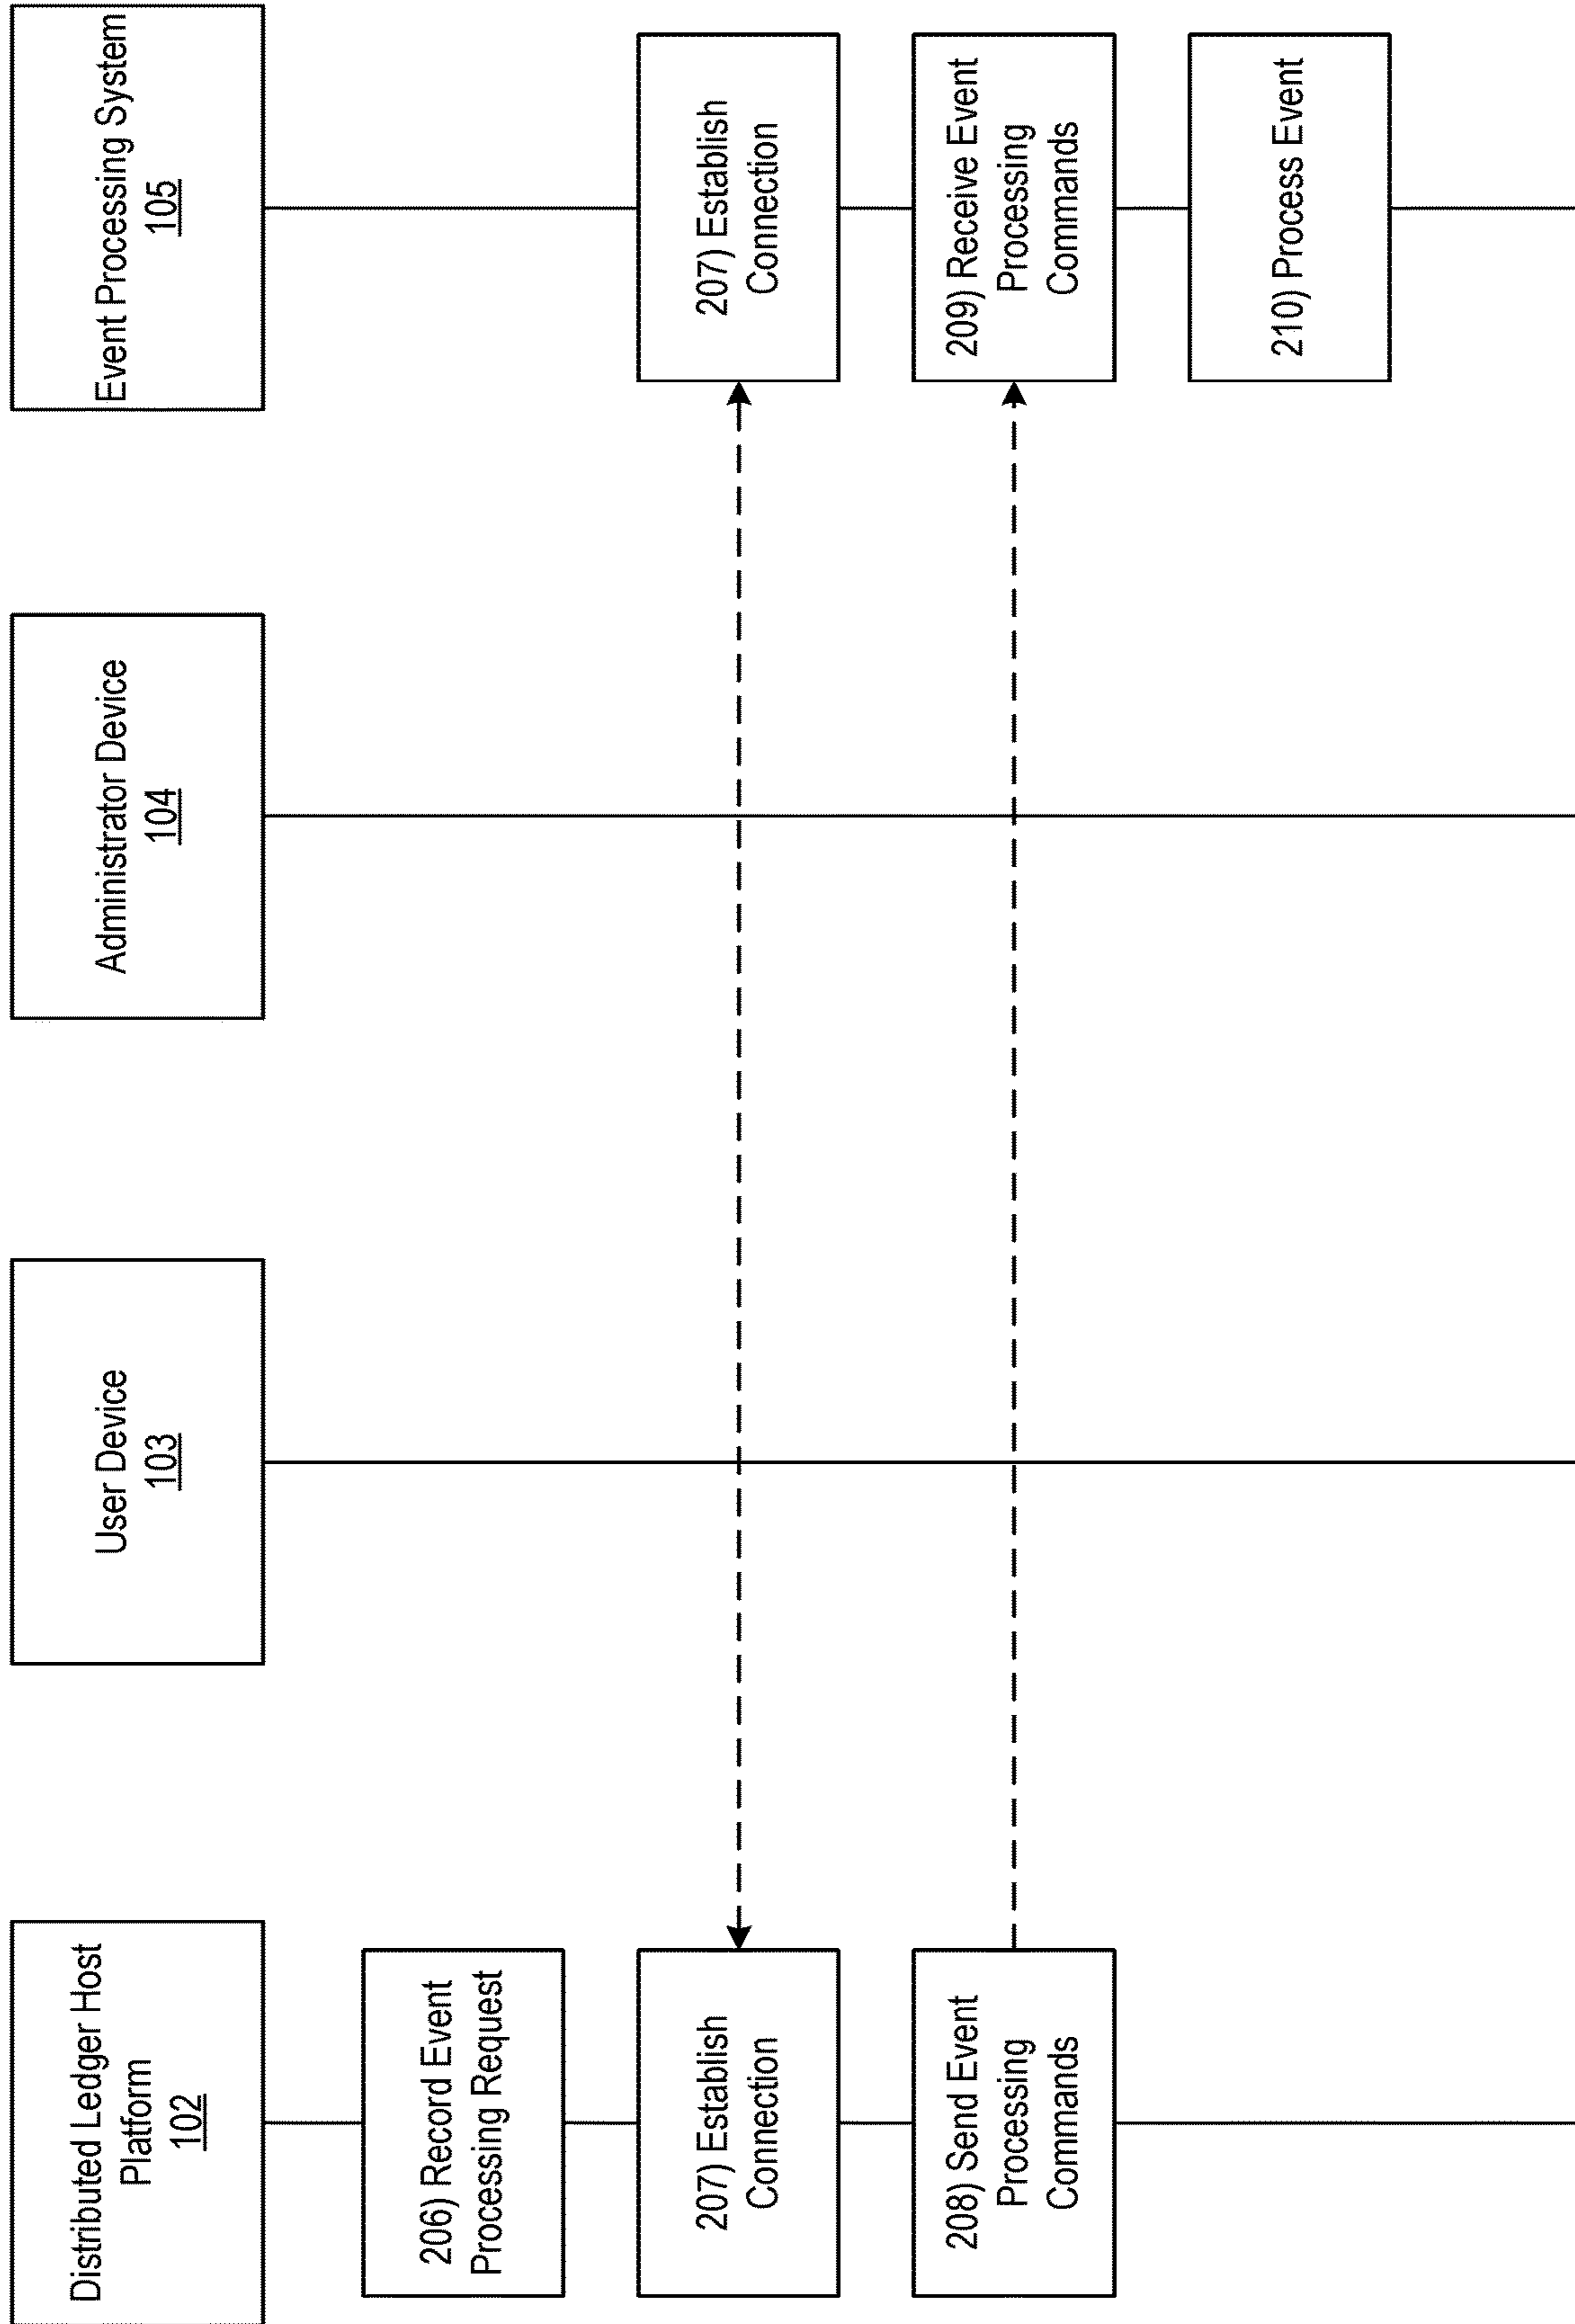 Distributed Ledger Host
Platform
102
User Device
103
Administrator Device
104
Event Processing System
105
206) Record Event
Processing Request
207) Establish
Connection
207) Establish
Connection
208) Send Event
Processing
Commands
209) Receive Event
Processing
Commands
210) Process Event